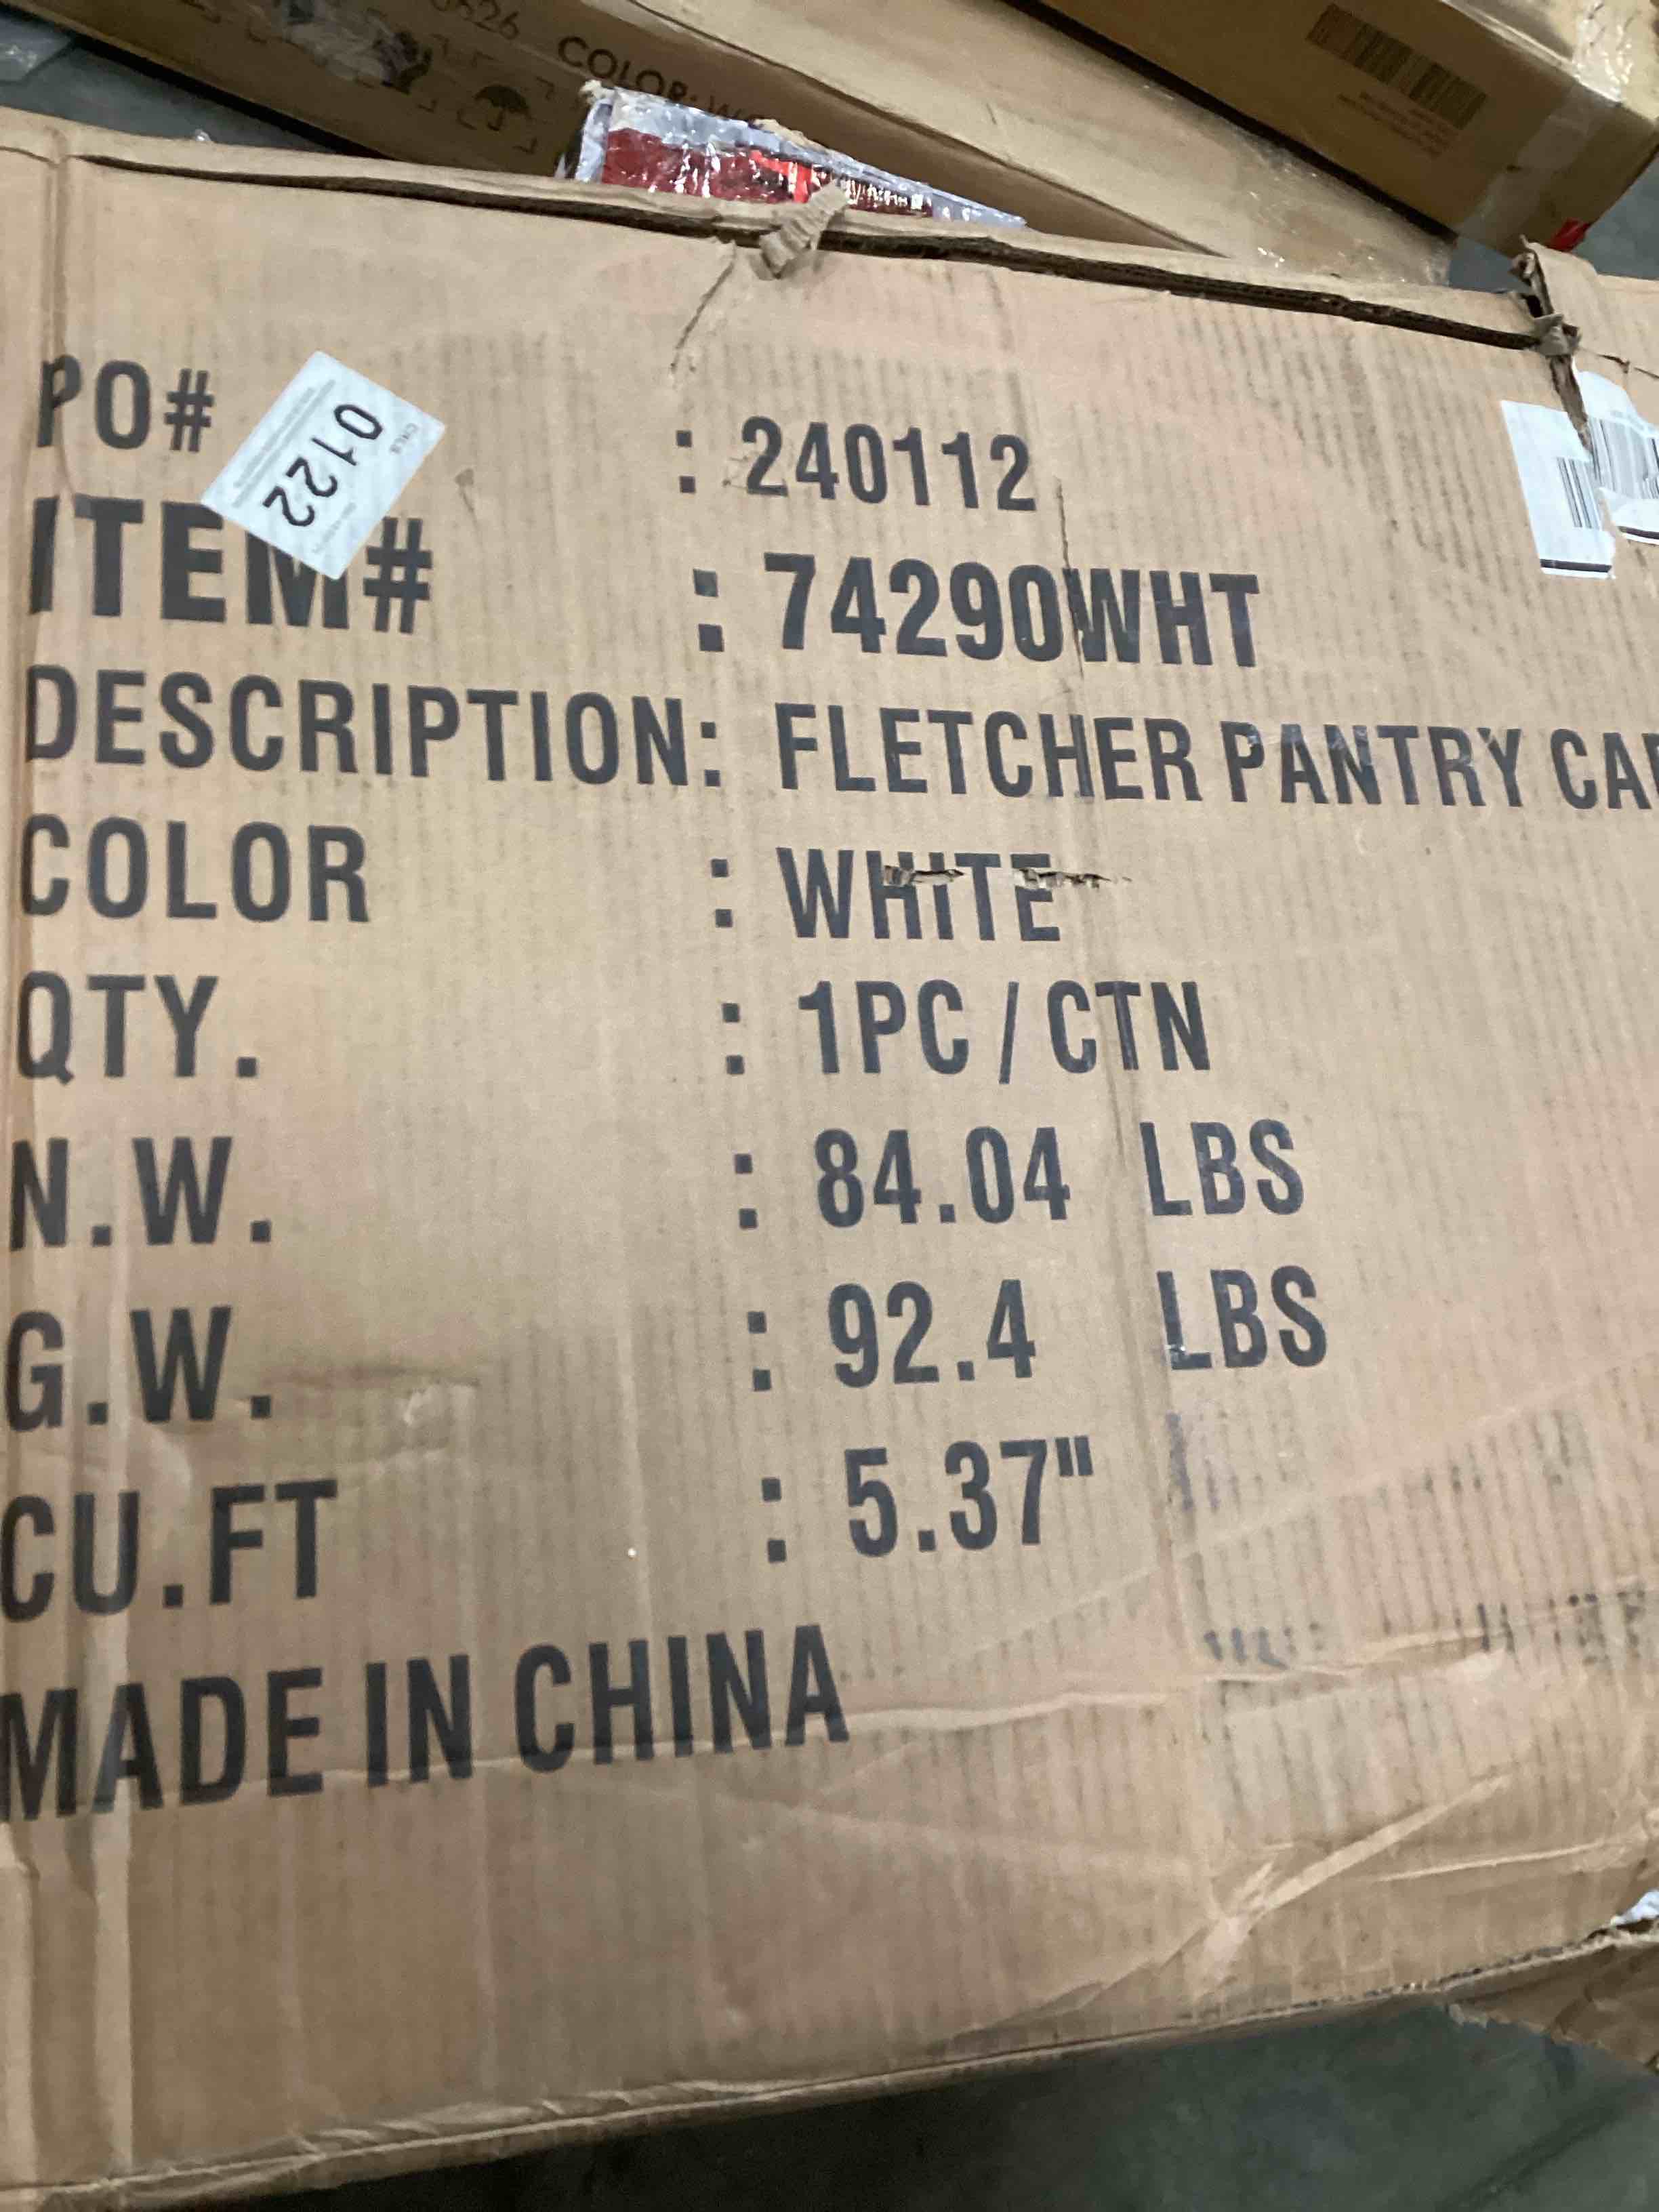 COLOR:
PO# : 240112
0122
ITEM# : 74290WHT
DESCRIPTION: FLETCHER PANTRY
COLOR : WHITE
QTY. : 1PC / CTN
N.W. : 84.04 LBS
G.W. : 92.4 LBS
CU.FT : 5.37"
MADE IN CHINA